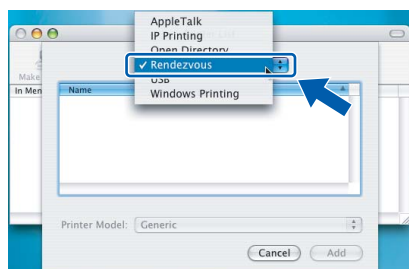 AppleTalk
IP Printing
Open Directory
✓ Rendezvous
USB
Windows Printing
Make
In Men
Name
Printer Model: Generic
Cancel Add